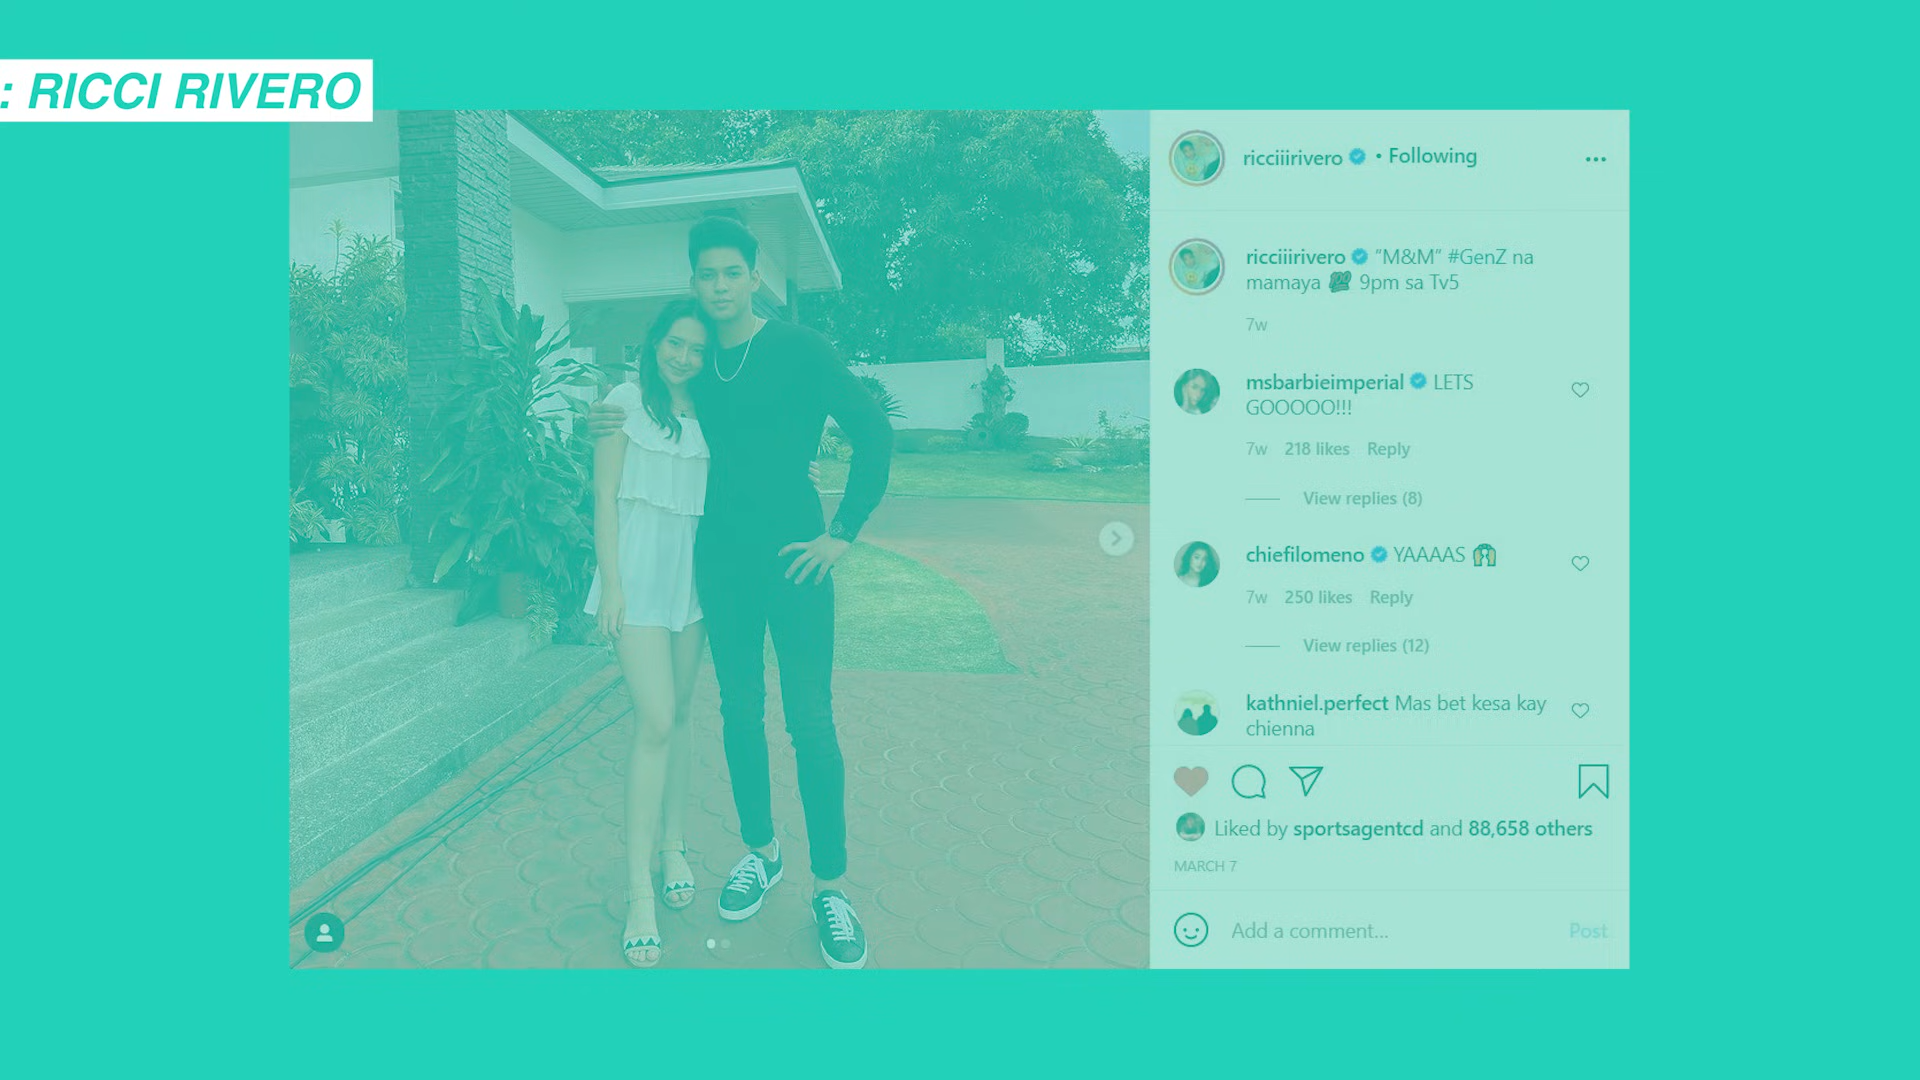 : RICCI RIVERO
ricciiirivero • Following
ricciiirivero "M&M" #GenZ na
mamaya 💯 9pm sa Tv5
7w
msbarbieimperial LETS
GOOOOO!!!
7w 218 likes Reply
View replies (8)
chiefilomeno YAAAAS 🙌
7w 250 likes Reply
View replies (12)
kathniel.perfect Mas bet kesa kay
chienna
Liked by sportsagentcd and 88,658 others
MARCH 7
Add a comment... Post